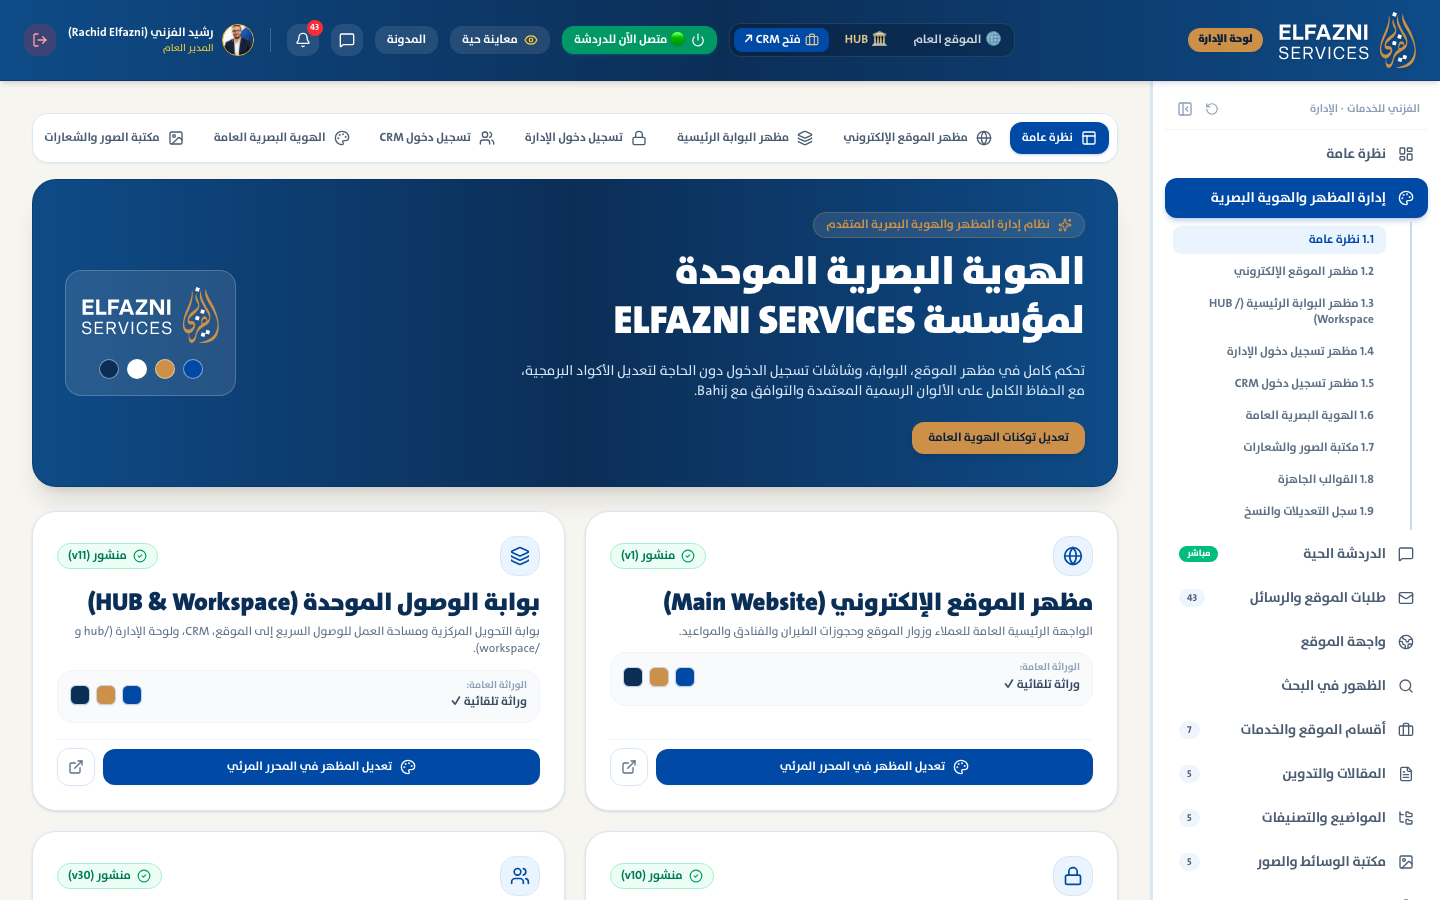 ELFAZNI
SERVICES
لوحة الإدارة
الموقع العام
HUB
فتح CRM ↗
متصل الآن للدردشة
معاينة حية
المدونة
43
رشيد الفزني (Rachid Elfazni)
المدير العام
الفزني للخدمات · الإدارة
نظرة عامة
إدارة المظهر والهوية البصرية
1.1 نظرة عامة
1.2 مظهر الموقع الإلكتروني
1.3 مظهر البوابة الرئيسية (HUB /
Workspace)
1.4 مظهر تسجيل دخول الإدارة
1.5 مظهر تسجيل دخول CRM
1.6 الهوية البصرية العامة
1.7 مكتبة الصور والشعارات
1.8 القوالب الجاهزة
1.9 سجل التعديلات والنسخ
الدردشة الحية
مباشر
طلبات الموقع والرسائل
43
واجهة الموقع
الظهور في البحث
أقسام الموقع والخدمات
7
المقالات والتدوين
5
المواضيع والتصنيفات
5
مكتبة الوسائط والصور
5
نظرة عامة
مظهر الموقع الإلكتروني
مظهر البوابة الرئيسية
تسجيل دخول الإدارة
تسجيل دخول CRM
الهوية البصرية العامة
مكتبة الصور والشعارات
نظام إدارة المظهر والهوية البصرية المتقدم
الهوية البصرية الموحدة
لمؤسسة ELFAZNI SERVICES
تحكم كامل في مظهر الموقع، البوابة، وشاشات تسجيل الدخول دون الحاجة لتعديل الأكواد البرمجية،
مع الحفاظ الكامل على الألوان الرسمية المعتمدة والتوافق مع Bahij.
تعديل توكنات الهوية العامة
ELFAZNI
SERVICES
منشور (v1)
مظهر الموقع الإلكتروني (Main Website)
الواجهة الرئيسية العامة للعملاء وزوار الموقع وحجوزات الطيران والفنادق والمواعيد.
الوراثة العامة:
وراثة تلقائية ✓
تعديل المظهر في المحرر المرئي
منشور (v11)
بوابة الوصول الموحدة (HUB & Workspace)
بوابة التحويل المركزية ومساحة العمل للوصول السريع إلى الموقع، CRM، ولوحة الإدارة (/hub و
/workspace).
الوراثة العامة:
وراثة تلقائية ✓
تعديل المظهر في المحرر المرئي
منشور (v10)
منشور (v30)